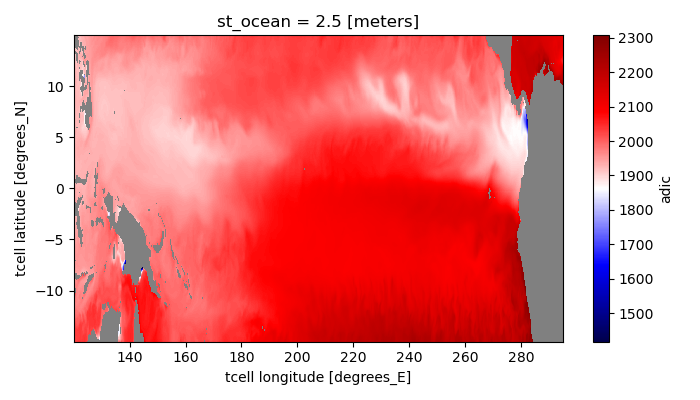 st_ocean = 2.5 [meters]
tcell latitude [degrees_N]
10
5
0
−5
−10
140 160 180 200 220 240 260 280
tcell longitude [degrees_E]
2300
2200
2100
2000
1900
1800
1700
1600
1500
adic